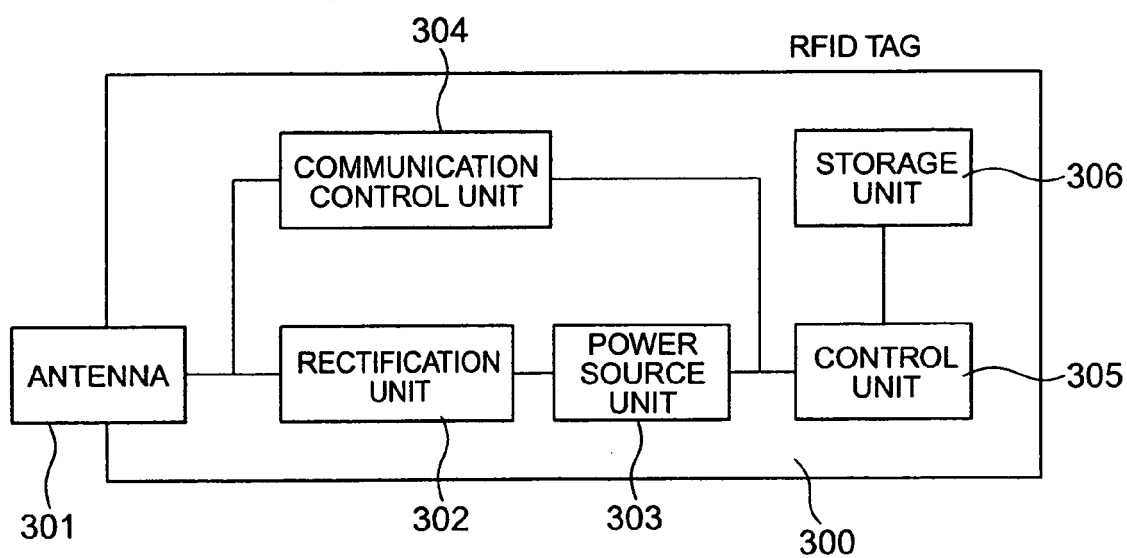 304
RFID TAG
COMMUNICATION
CONTROL UNIT
STORAGE
UNIT
306
ANTENNA
RECTIFICATION
UNIT
POWER
SOURCE
UNIT
CONTROL
UNIT
305
301
302
303
300